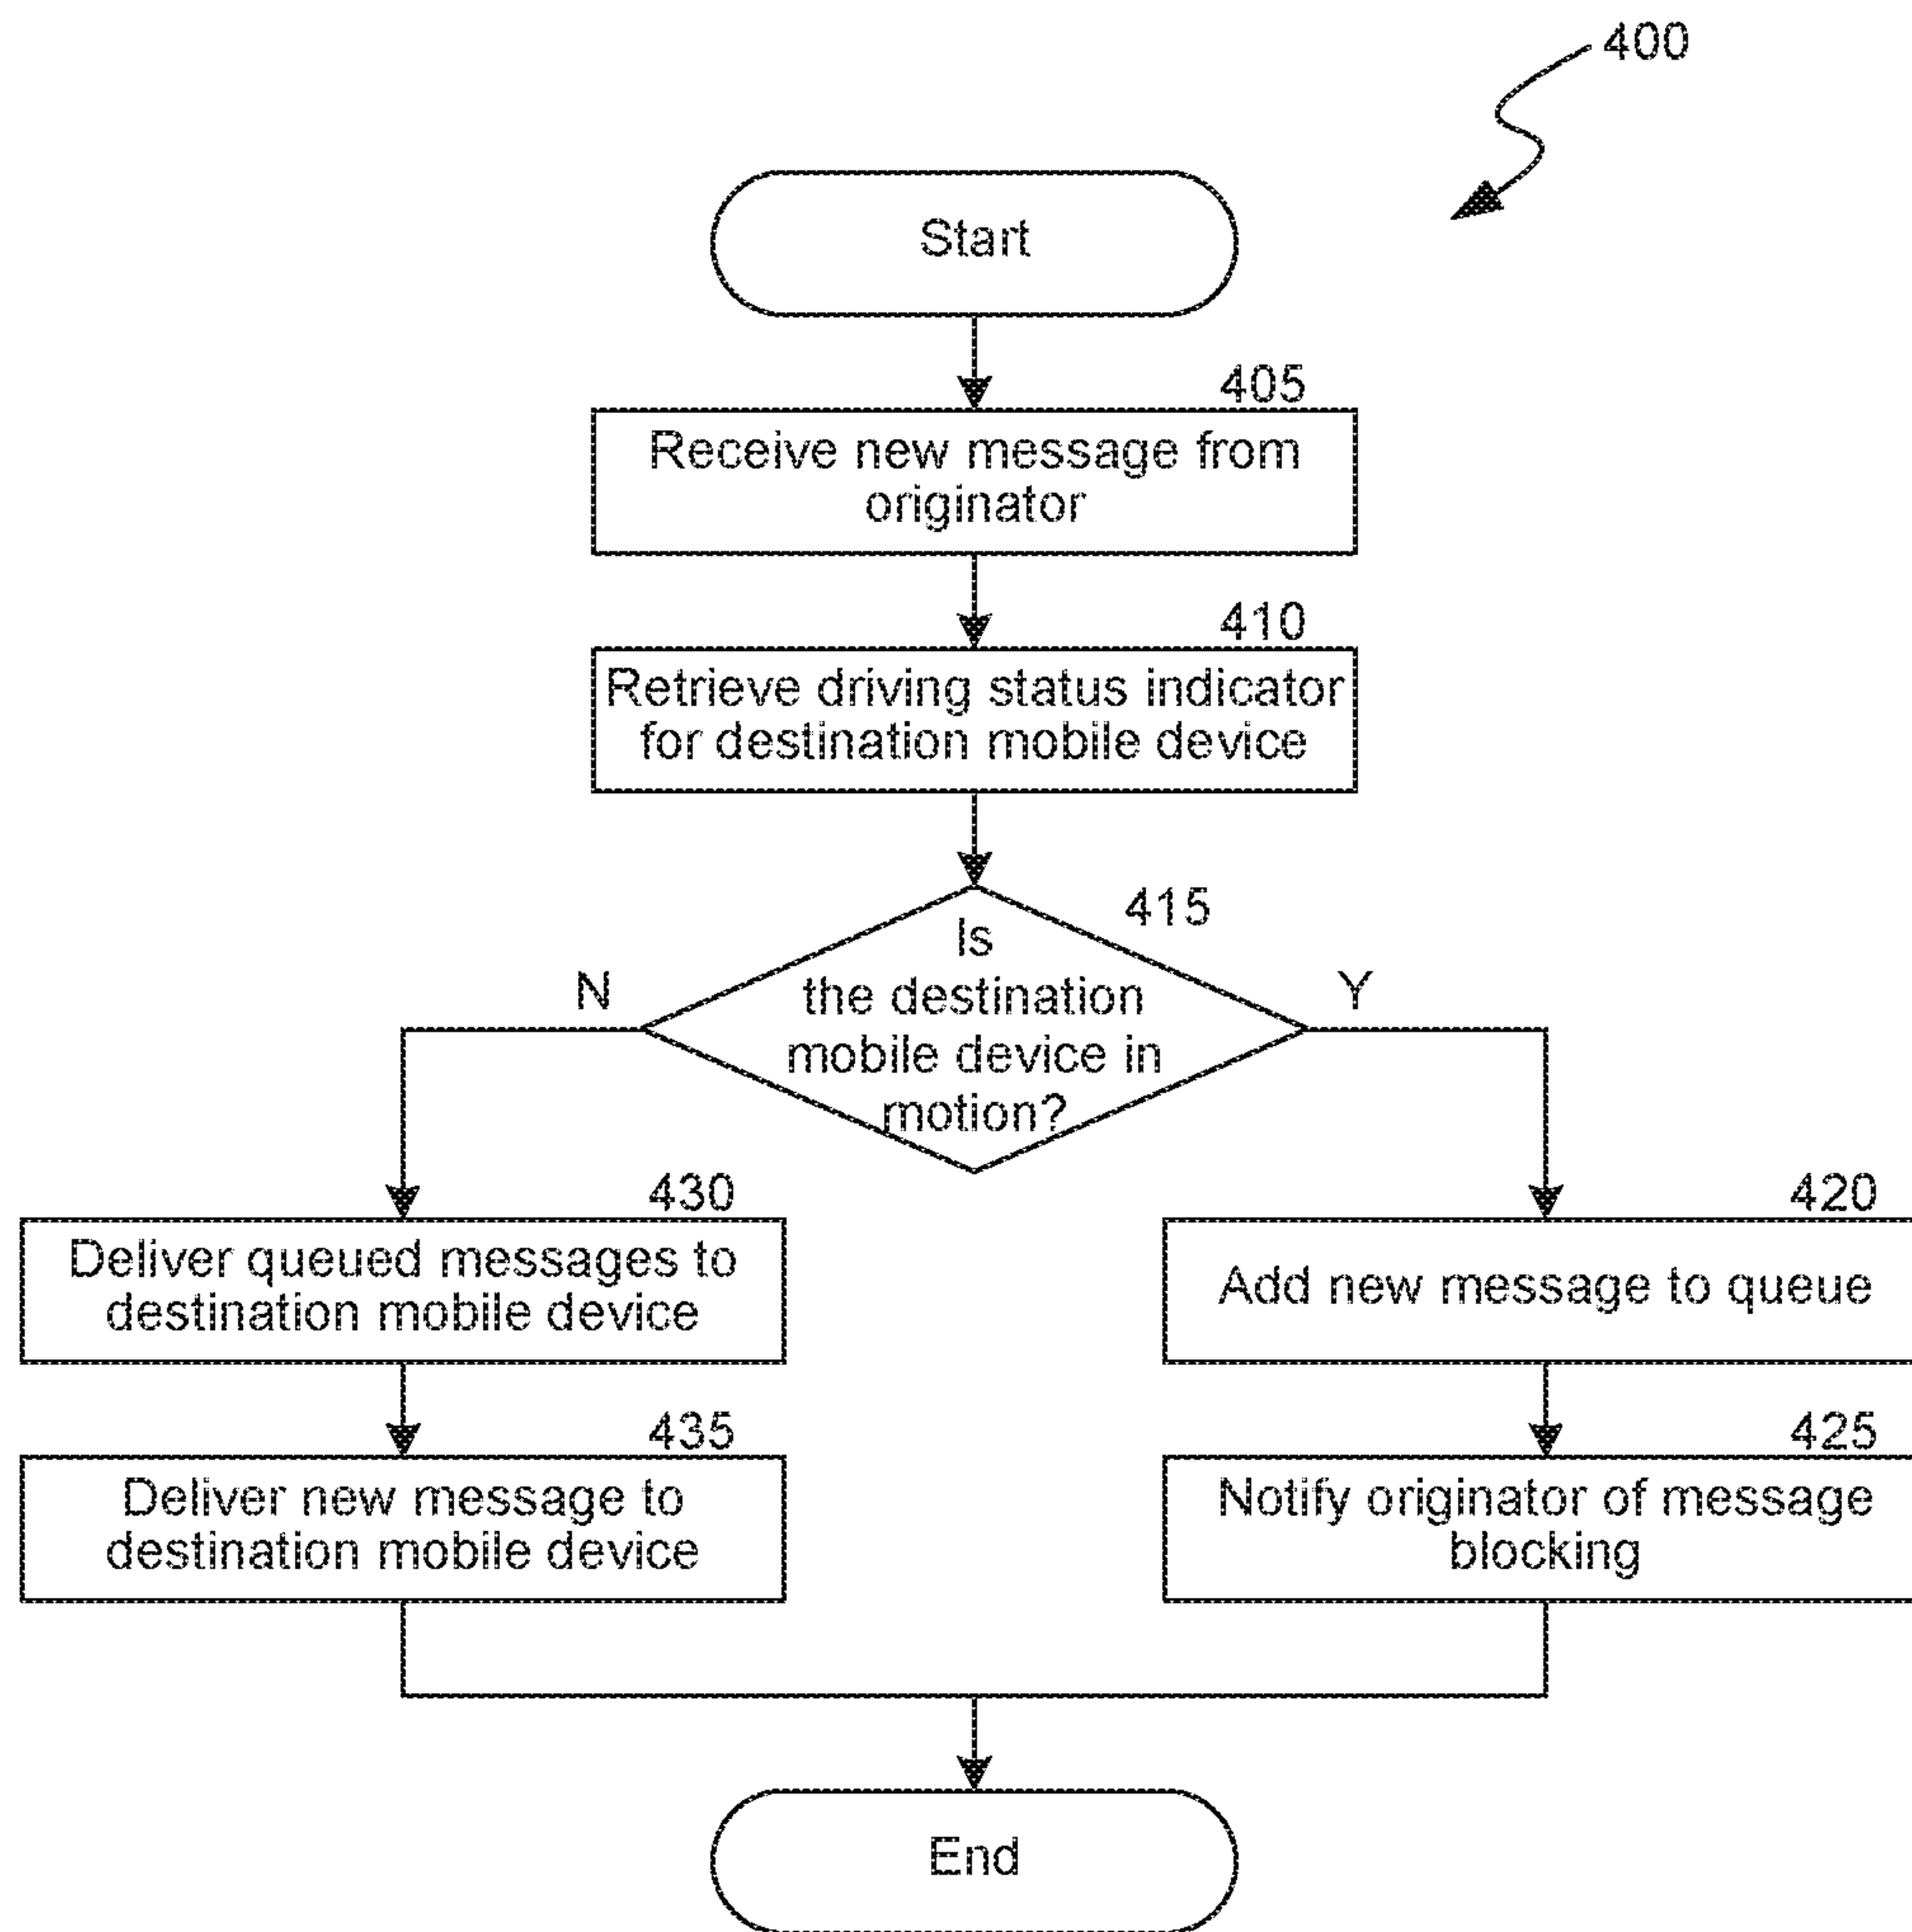 400
Start
405
Receive new message from
originator
410
Retrieve driving status indicator
for destination mobile device
415
Is
the destination
mobile device in
motion?
N
Y
430
Deliver queued messages to
destination mobile device
420
Add new message to queue
435
Deliver new message to
destination mobile device
425
Notify originator of message
blocking
End